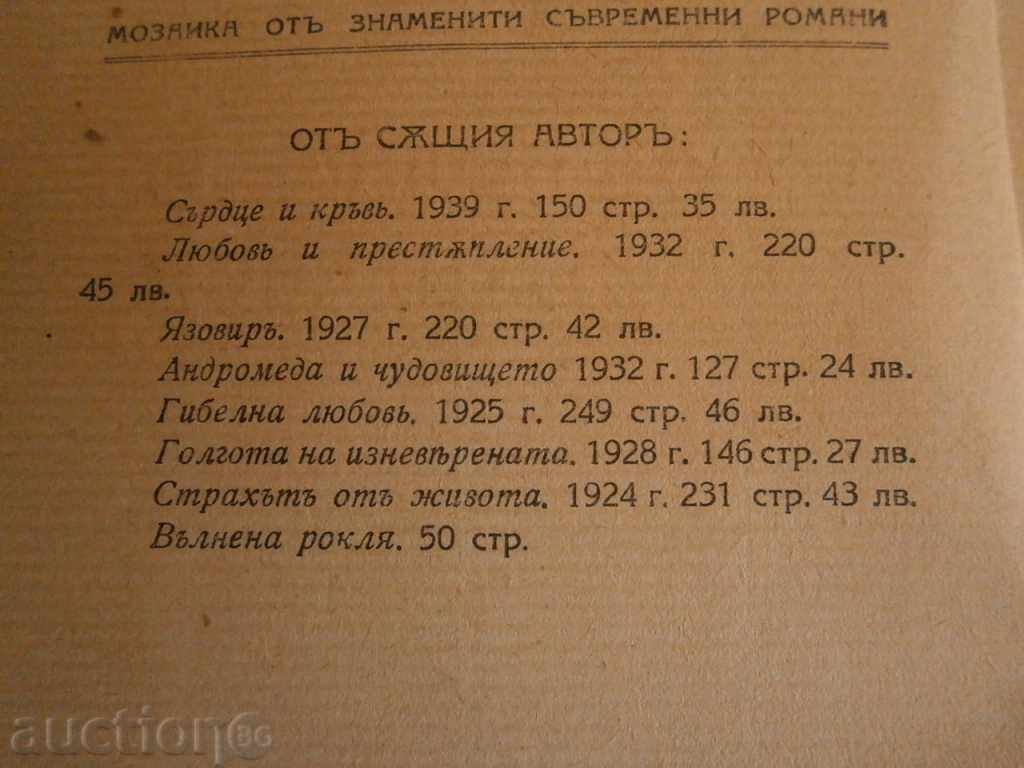 МОЗАИКА ОТЪ ЗНАМЕНИТИ СЪВРЕМЕННИ РОМАНИ
ОТЪ СѪЩИЯ АВТОРЪ:
Сърдце и кръвь. 1939 г. 150 стр. 35 лв.
Любовь и престѫпление. 1932 г. 220 стр.
45 лв.
Язовиръ. 1927 г. 220 стр. 42 лв.
Андромеда и чудовището 1932 г. 127 стр. 24 лв.
Гибелна любовь. 1925 г. 249 стр. 46 лв.
Голгота на изневѣрената. 1928 г. 146 стр. 27 лв.
Страхътъ отъ живота. 1924 г. 231 стр. 43 лв.
Вълнена рокля. 50 стр.
auction BG